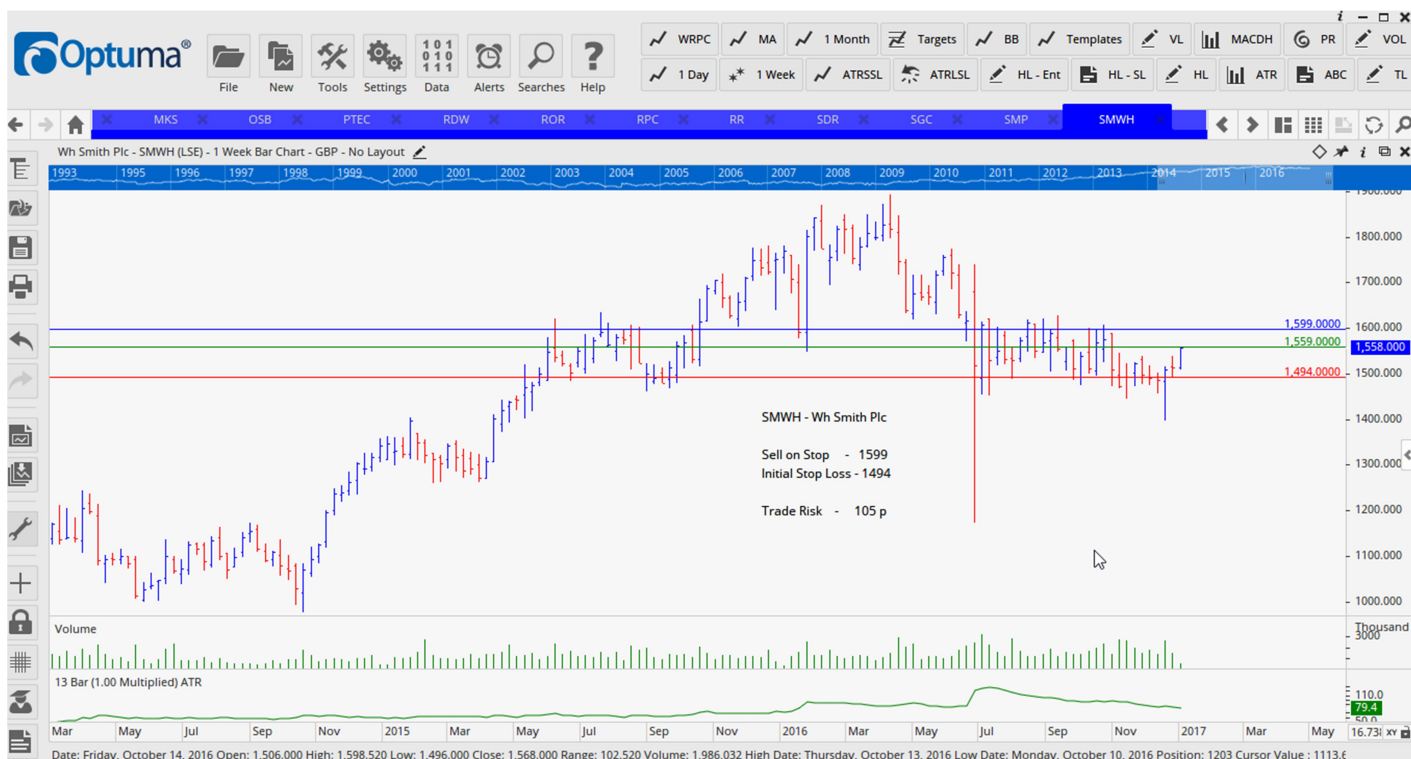 i
Optuma®
File New Tools Settings Data Alerts Searches Help
101
010
111
WRPC MA 1 Month Targets BB Templates VL MACDH PR VOL
1 Day 1 Week ATRSSL ATRLSL HL - Ent HL - SL HL ATR ABC TL
MKS OSB PTEC RDW ROR RPC RR SDR SGC SMP SMWH
Wh Smith Plc - SMWH (LSE) - 1 Week Bar Chart - GBP - No Layout
i
1993 1995 1996 1997 1998 1999 2000 2001 2002 2003 2004 2005 2006 2007 2008 2009 2010 2011 2012 2013 2014 2015 2016
1900.000
1800.000
1700.000
1600.000
1,599.0000
1,559.0000
1,558.000
1,494.0000
1500.000
1400.000
1300.000
1200.000
1100.000
1000.000
SMWH - Wh Smith Plc
Sell on Stop - 1599
Initial Stop Loss - 1494
Trade Risk - 105 p
Volume
Thousand
3000
13 Bar (1.00 Multiplied) ATR
110.0
79.4
50.0
Mar May Jul Sep Nov 2015 Mar May Jul Sep Nov 2016 Mar May Jul Sep Nov 2017 Mar May
16.73 XY
Date: Friday, October 14, 2016 Open: 1,506.000 High: 1,598.520 Low: 1,496.000 Close: 1,568.000 Range: 102.520 Volume: 1,986,032 High Date: Thursday, October 13, 2016 Low Date: Monday, October 10, 2016 Position: 1203 Cursor Value : 1113.6